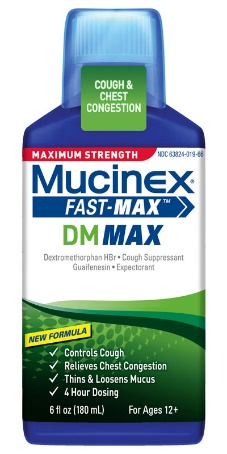 COUGH &
CHEST
CONGESTION
MAXIMUM STRENGTH NDC 63824-019-66
Mucinex®
FAST-MAX™
DM MAX
Dextromethorphan HBr • Cough Suppressant
Guaifenesin • Expectorant
NEW FORMULA
✓ Controls Cough
✓ Relieves Chest Congestion
✓ Thins & Loosens Mucus
✓ 4 Hour Dosing
6 fl oz (180 mL) For Ages 12+